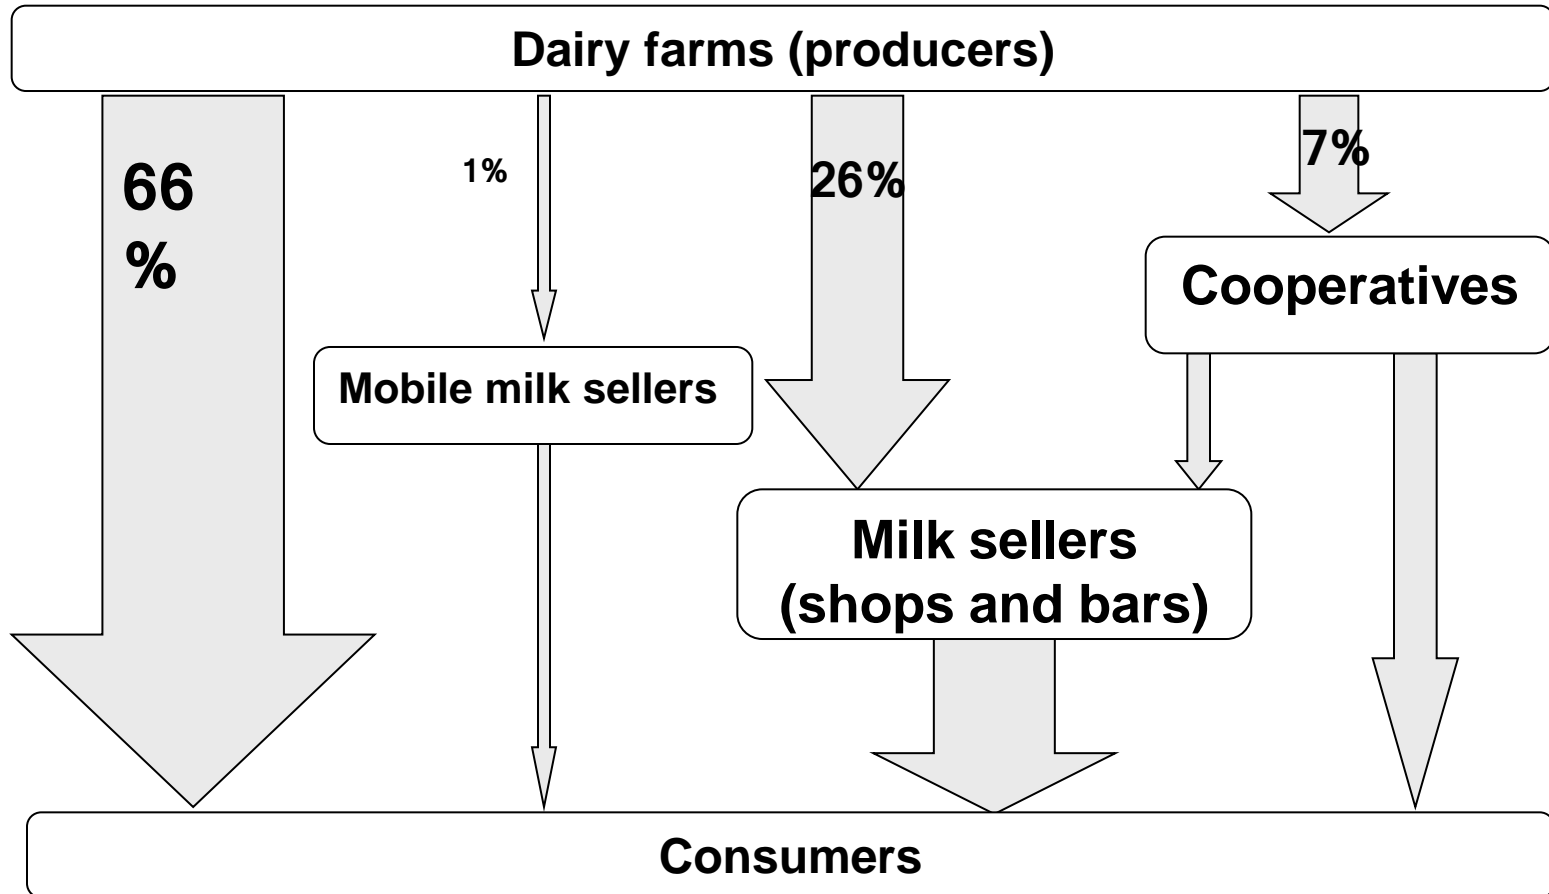 Dairy farms (producers)
66
%
1%
26%
7%
Cooperatives
Mobile milk sellers
Milk sellers
(shops and bars)
Consumers